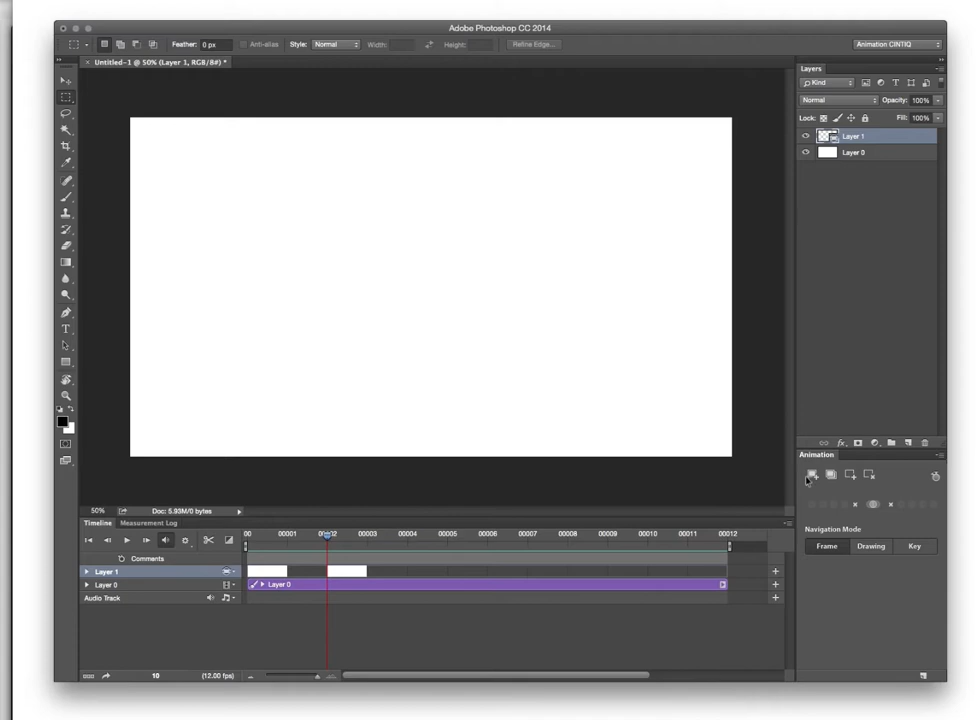 Adobe Photoshop CC 2014
Feather: 0 px Anti-alias Style: Normal Width: Height: Refine Edge... Animation CINTIQ
× Untitled-1 @ 50% (Layer 1, RGB/8#) *
Layers
Kind
Normal Opacity: 100%
Lock: Fill: 100%
Layer 1
Layer 0
fx
Animation
50% Doc: 5.93M/0 bytes
Timeline Measurement Log
Navigation Mode
Frame Drawing Key
00 00001 00002 00003 00004 00005 00006 00007 00008 00009 00010 00011 00012
Comments
Layer 1
Layer 0 Layer 0
Audio Track
10 (12.00 fps)